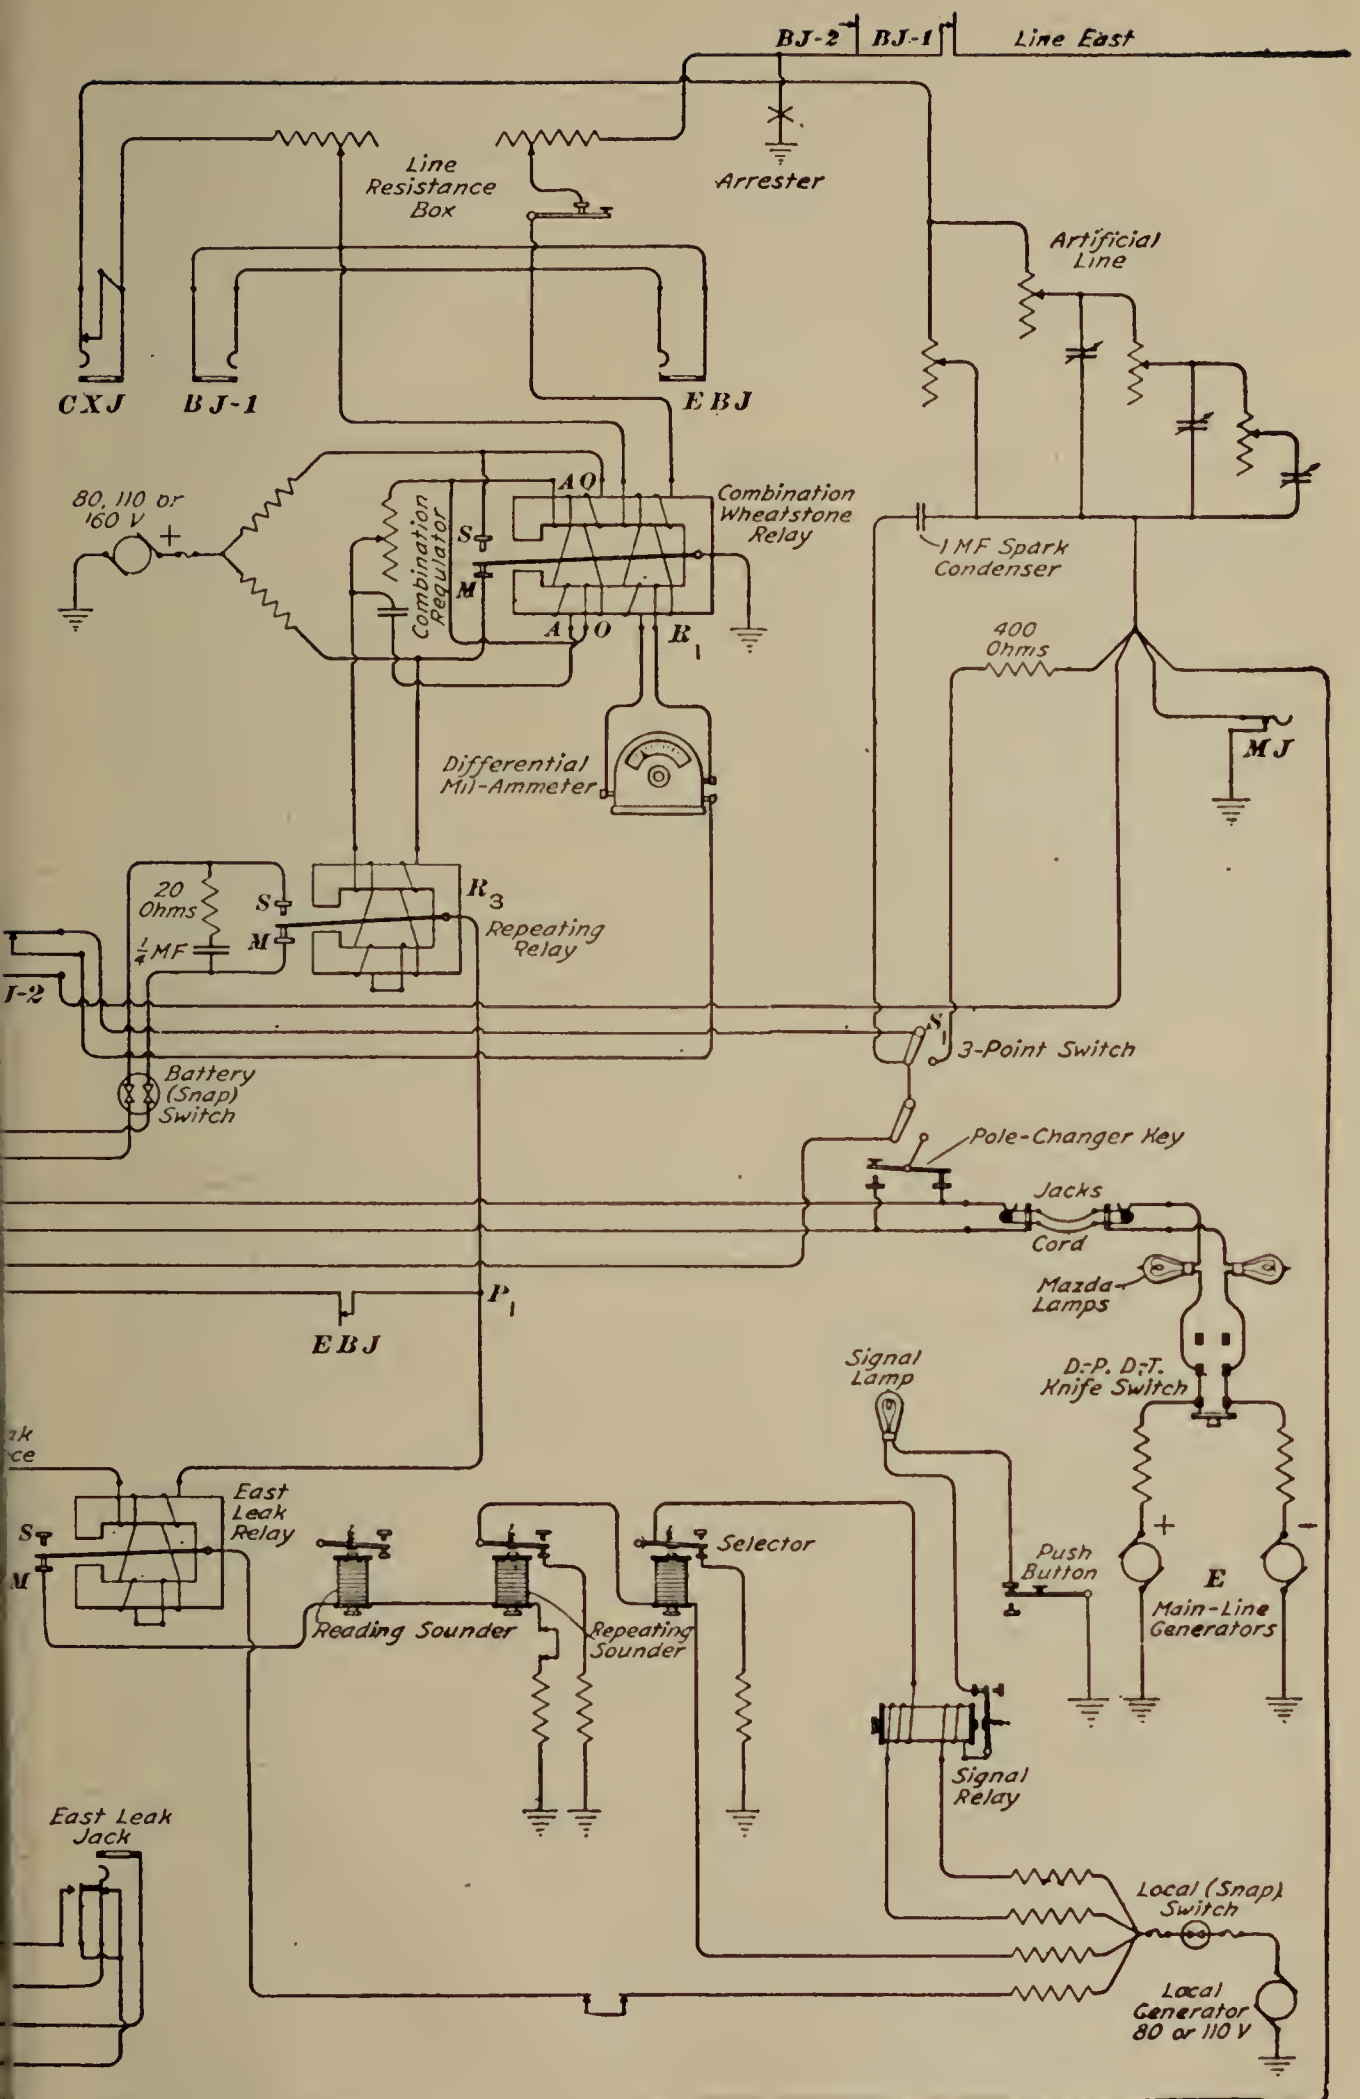 BJ-2 BJ-1 Line East
Arrester
Line
Resistance
Box
Artificial
Line
CXJ BJ-1 EBJ
80, 110 or
160 V
+
Combination
Regulator
A O
S
M
A O R1
Combination
Wheatstone
Relay
1 MF Spark
Condenser
400
Ohms
MJ
Differential
Mil-Ammeter
20
Ohms
1/4 MF
S
M
R3
Repeating
Relay
J-2
S1
3-Point Switch
Battery
(Snap)
Switch
Pole-Changer Key
Jacks
Cord
Mazda
Lamps
P1
EBJ
Signal
Lamp
D.-P. D.-T.
Knife Switch
ak
ce
East
Leak
Relay
S
M
Selector
Reading Sounder
Repeating
Sounder
Push
Button
+
-
E
Main-Line
Generators
Signal
Relay
East Leak
Jack
Local (Snap)
Switch
Local
Generator
80 or 110 V